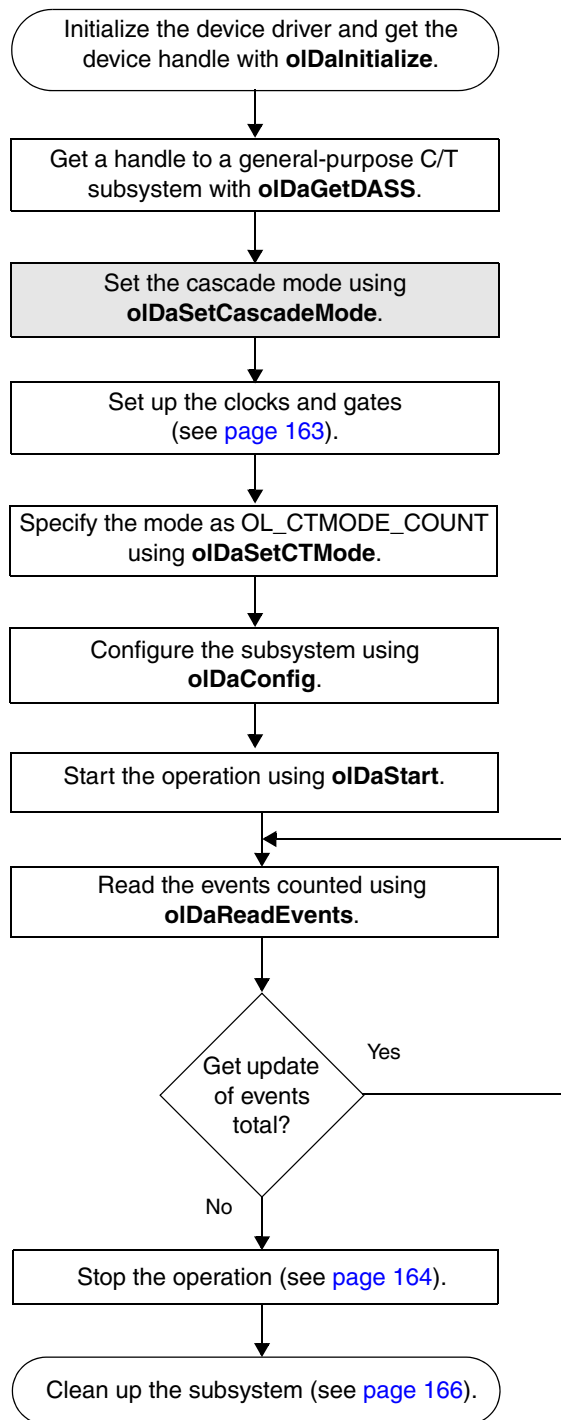 Initialize the device driver and get the
device handle with olDaInitialize.
Get a handle to a general-purpose C/T
subsystem with olDaGetDASS.
Set the cascade mode using
olDaSetCascadeMode.
Set up the clocks and gates
(see page 163).
Specify the mode as OL_CTMODE_COUNT
using olDaSetCTMode.
Configure the subsystem using
olDaConfig.
Start the operation using olDaStart.
Read the events counted using
olDaReadEvents.
Get update
of events
total?
Yes
No
Stop the operation (see page 164).
Clean up the subsystem (see page 166).